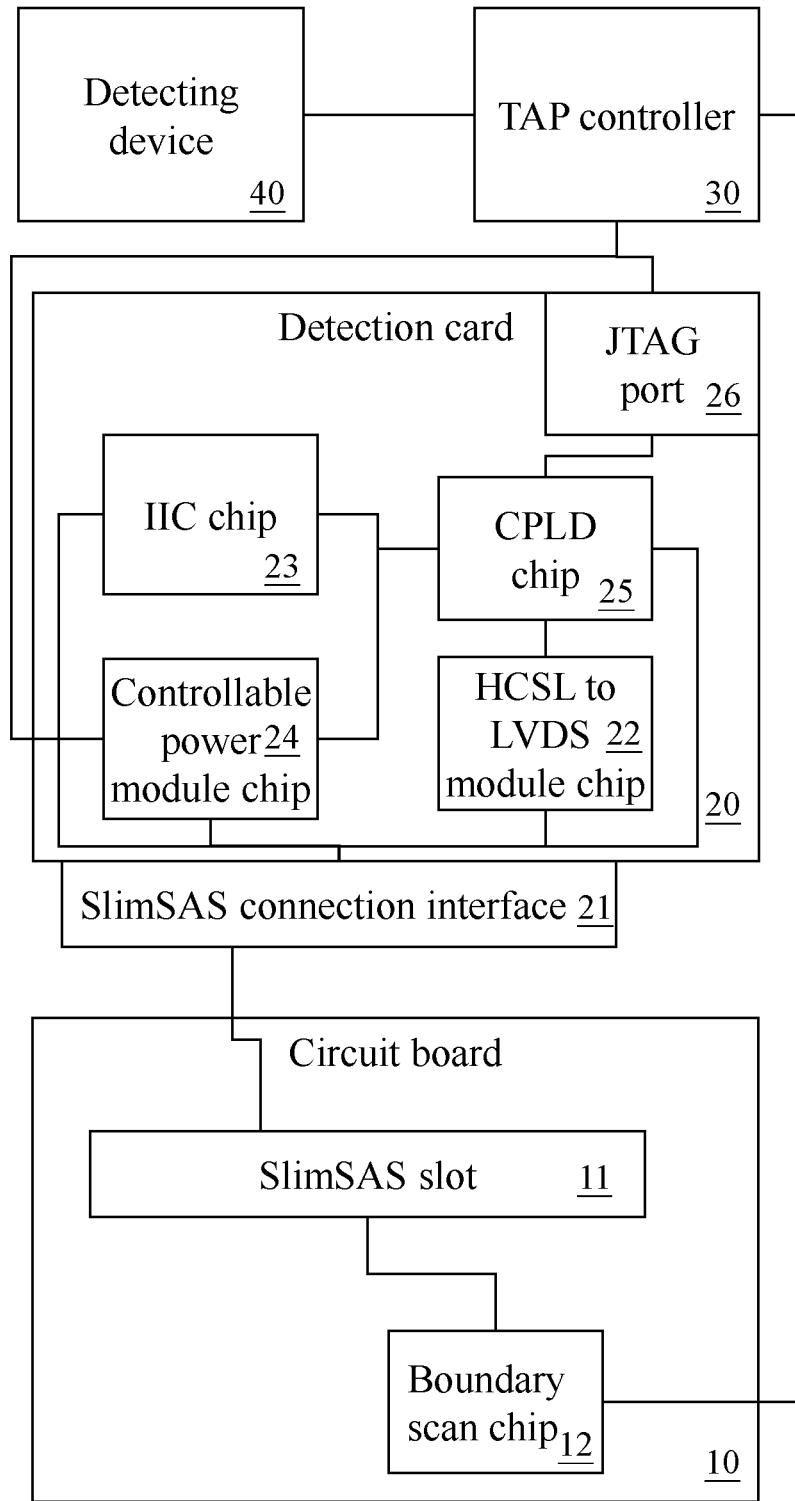 Detecting
device
40
TAP controller
30
Detection card
JTAG
port
26
IIC chip
23
CPLD
chip
25
Controllable
power 24
module chip
HCSL to
LVDS 22
module chip
20
SlimSAS connection interface 21
Circuit board
SlimSAS slot 11
Boundary
scan chip 12
10